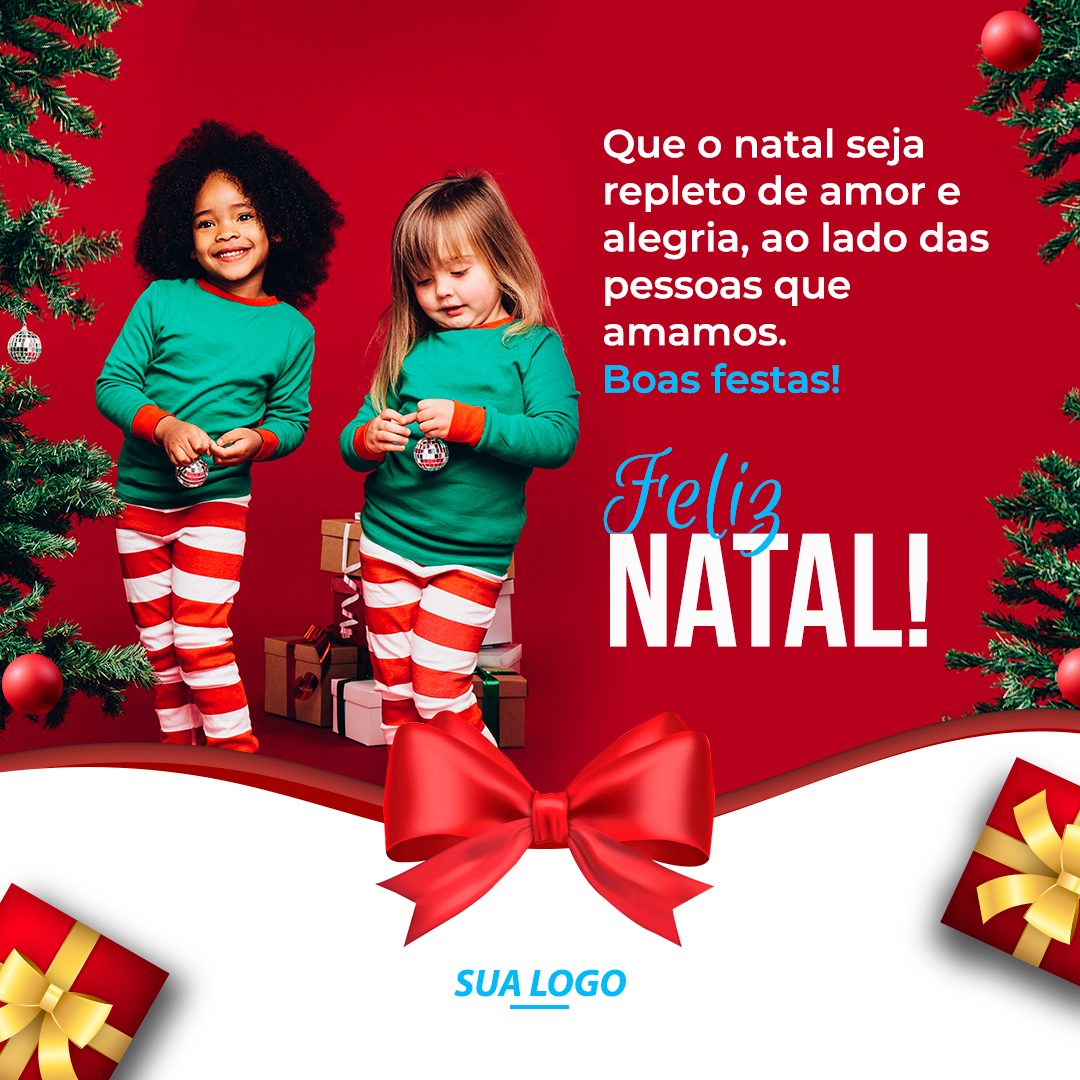 Que o natal seja
repleto de amor e
alegria, ao lado das
pessoas que
amamos.
Boas festas!
Feliz
NATAL!
SUA LOGO